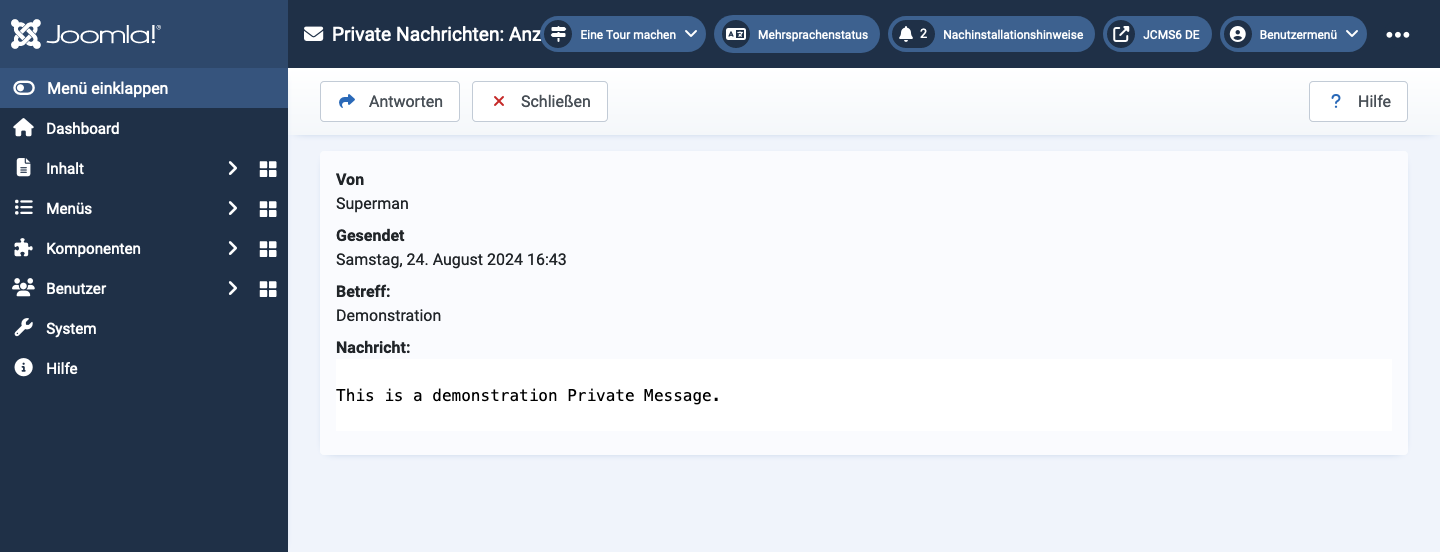 Joomla!®
Private Nachrichten: Anz
Eine Tour machen
Mehrsprachenstatus
2 Nachinstallationshinweise
JCMS6 DE
Benutzermenü
Menü einklappen
Dashboard
Inhalt
Menüs
Komponenten
Benutzer
System
Hilfe
Antworten
Schließen
? Hilfe
Von
Superman
Gesendet
Samstag, 24. August 2024 16:43
Betreff:
Demonstration
Nachricht:
This is a demonstration Private Message.